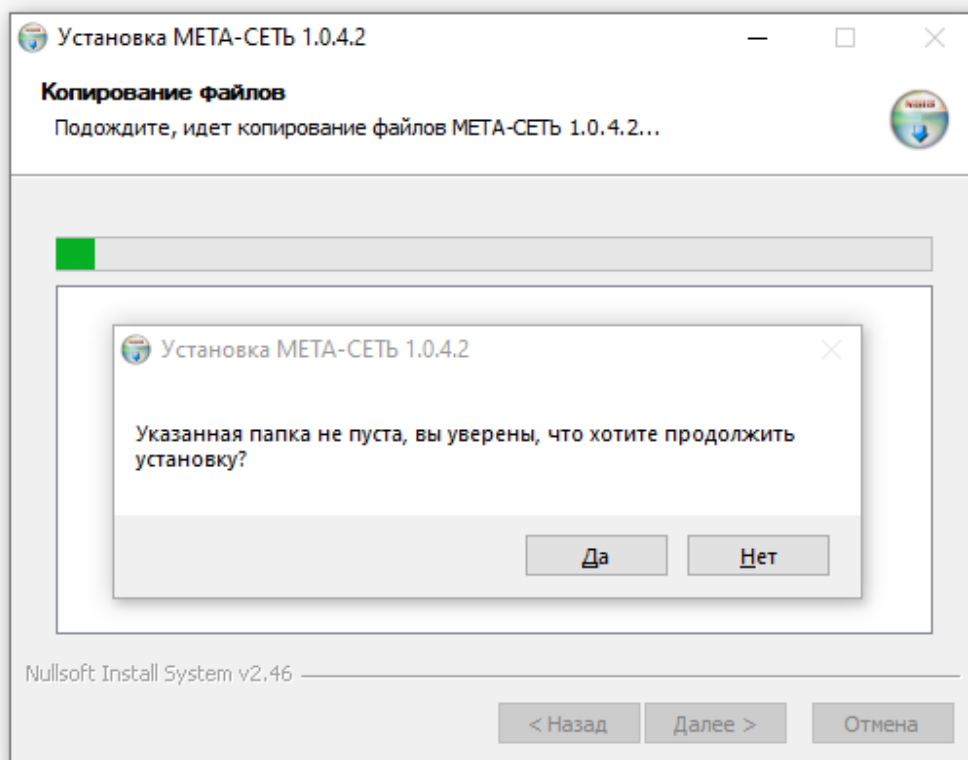 Установка МЕТА-СЕТЬ 1.0.4.2
Копирование файлов
Подождите, идет копирование файлов МЕТА-СЕТЬ 1.0.4.2...
Установка МЕТА-СЕТЬ 1.0.4.2
Указанная папка не пуста, вы уверены, что хотите продолжить
установку?
Да
Нет
Nullsoft Install System v2.46
< Назад
Далее >
Отмена